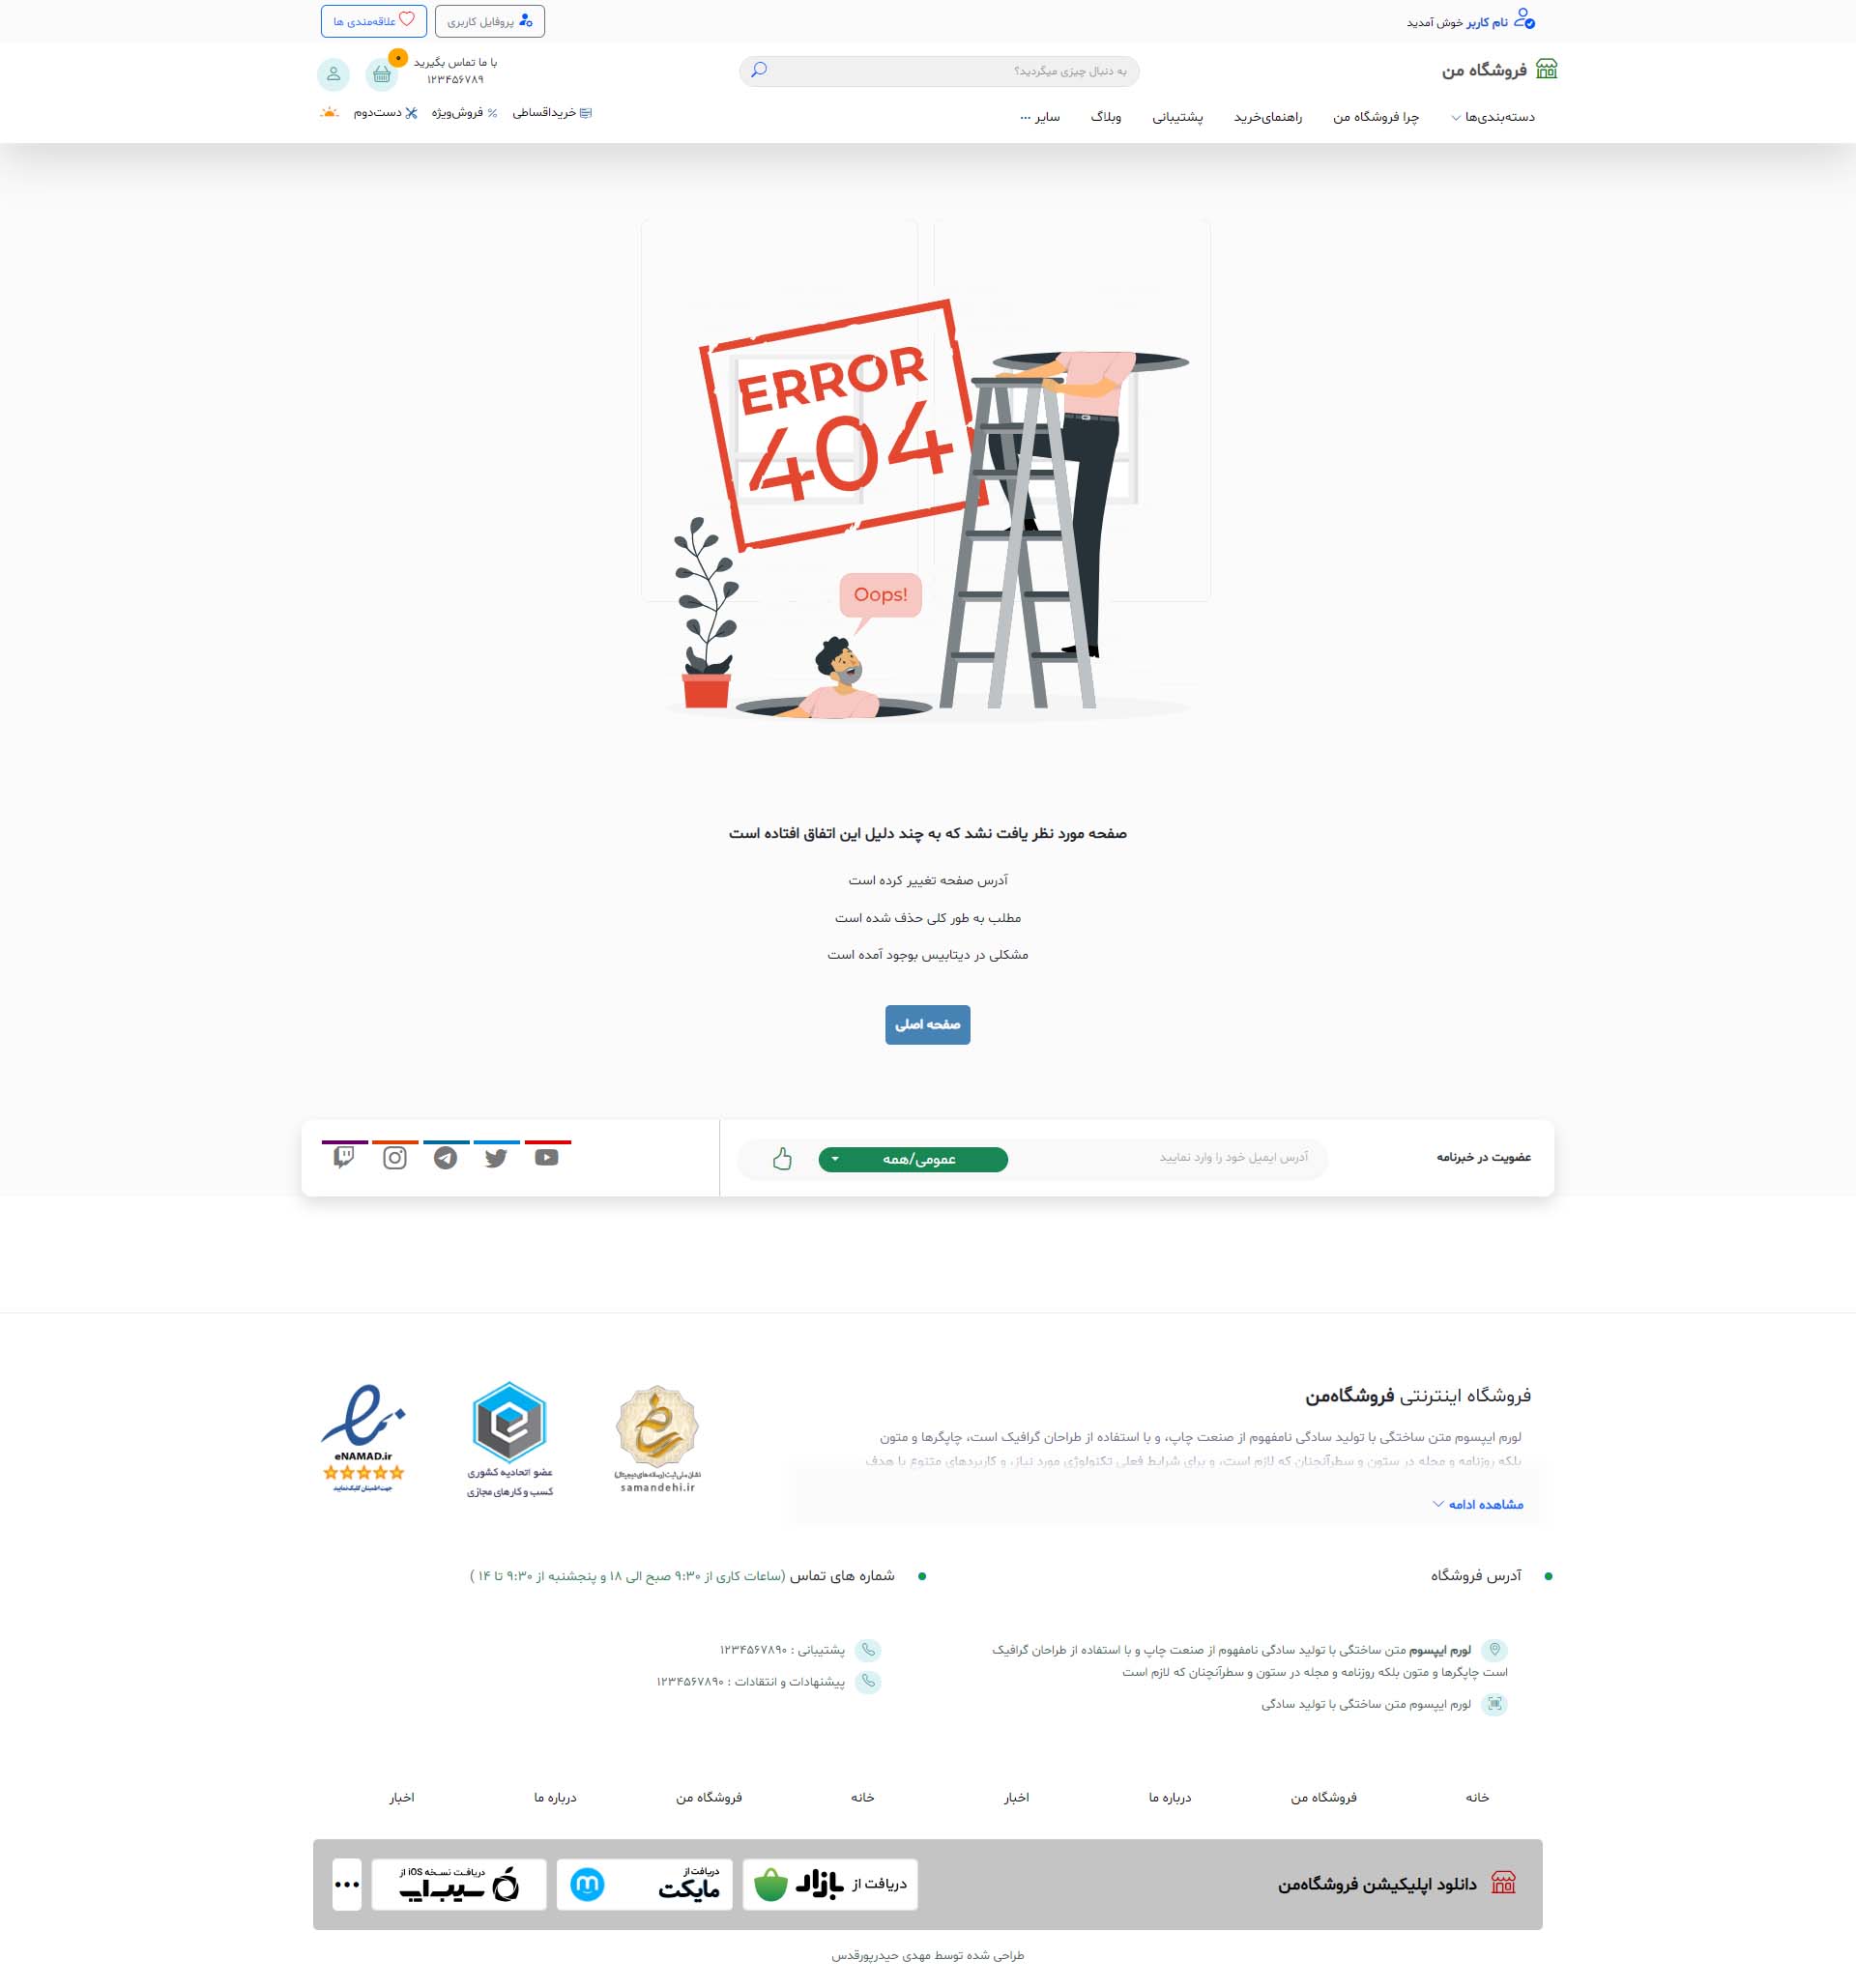 نام کاربر خوش آمدید
پروفایل کاربری
علاقه‌مندی ها
فروشگاه من
به دنبال چیزی میگردید؟
با ما تماس بگیرید
۱۲۳۴۵۶۷۸۹
۰
دسته‌بندی‌ها
چرا فروشگاه من
راهنمای‌خرید
پشتیبانی
وبلاگ
سایر ...
خریداقساطی
فروش‌ویژه
دست‌دوم
ERROR
404
Oops!
صفحه مورد نظر یافت نشد که به چند دلیل این اتفاق افتاده است
آدرس صفحه تغییر کرده است
مطلب به طور کلی حذف شده است
مشکلی در دیتابیس بوجود آمده است
صفحه اصلی
عضویت در خبرنامه
آدرس ایمیل خود را وارد نمایید
عمومی/همه
فروشگاه اینترنتی فروشگاه‌من
لورم ایپسوم متن ساختگی با تولید سادگی نامفهوم از صنعت چاپ، و با استفاده از طراحان گرافیک است، چاپگرها و متون
بلکه روزنامه و مجله در ستون و سطرآنچنان که لازم است، و برای شرایط فعلی تکنولوژی مورد نیاز، و کاربردهای متنوع با هدف
مشاهده ادامه
نشان ملی ثبت (رسانه‌های دیجیتال)
samandehi.ir
عضو اتحادیه کشوری
کسب و کارهای مجازی
eNAMAD.ir
جهت اطمینان کلیک نمایید
آدرس فروشگاه
شماره های تماس (ساعات کاری از ۹:۳۰ صبح الی ۱۸ و پنجشنبه از ۹:۳۰ تا ۱۴ )
لورم ایپسوم متن ساختگی با تولید سادگی نامفهوم از صنعت چاپ و با استفاده از طراحان گرافیک
است چاپگرها و متون بلکه روزنامه و مجله در ستون و سطرآنچنان که لازم است
لورم ایپسوم متن ساختگی با تولید سادگی
پشتیبانی : ۱۲۳۴۵۶۷۸۹۰
پیشنهادات و انتقادات : ۱۲۳۴۵۶۷۸۹۰
خانه
فروشگاه من
درباره ما
اخبار
خانه
فروشگاه من
درباره ما
اخبار
دانلود اپلیکیشن فروشگاه‌من
دریافت از بازار
دریافت از
مایکت
دریافت نسخه iOS از
سیب‌اپ
طراحی شده توسط مهدی حیدرپورقدس